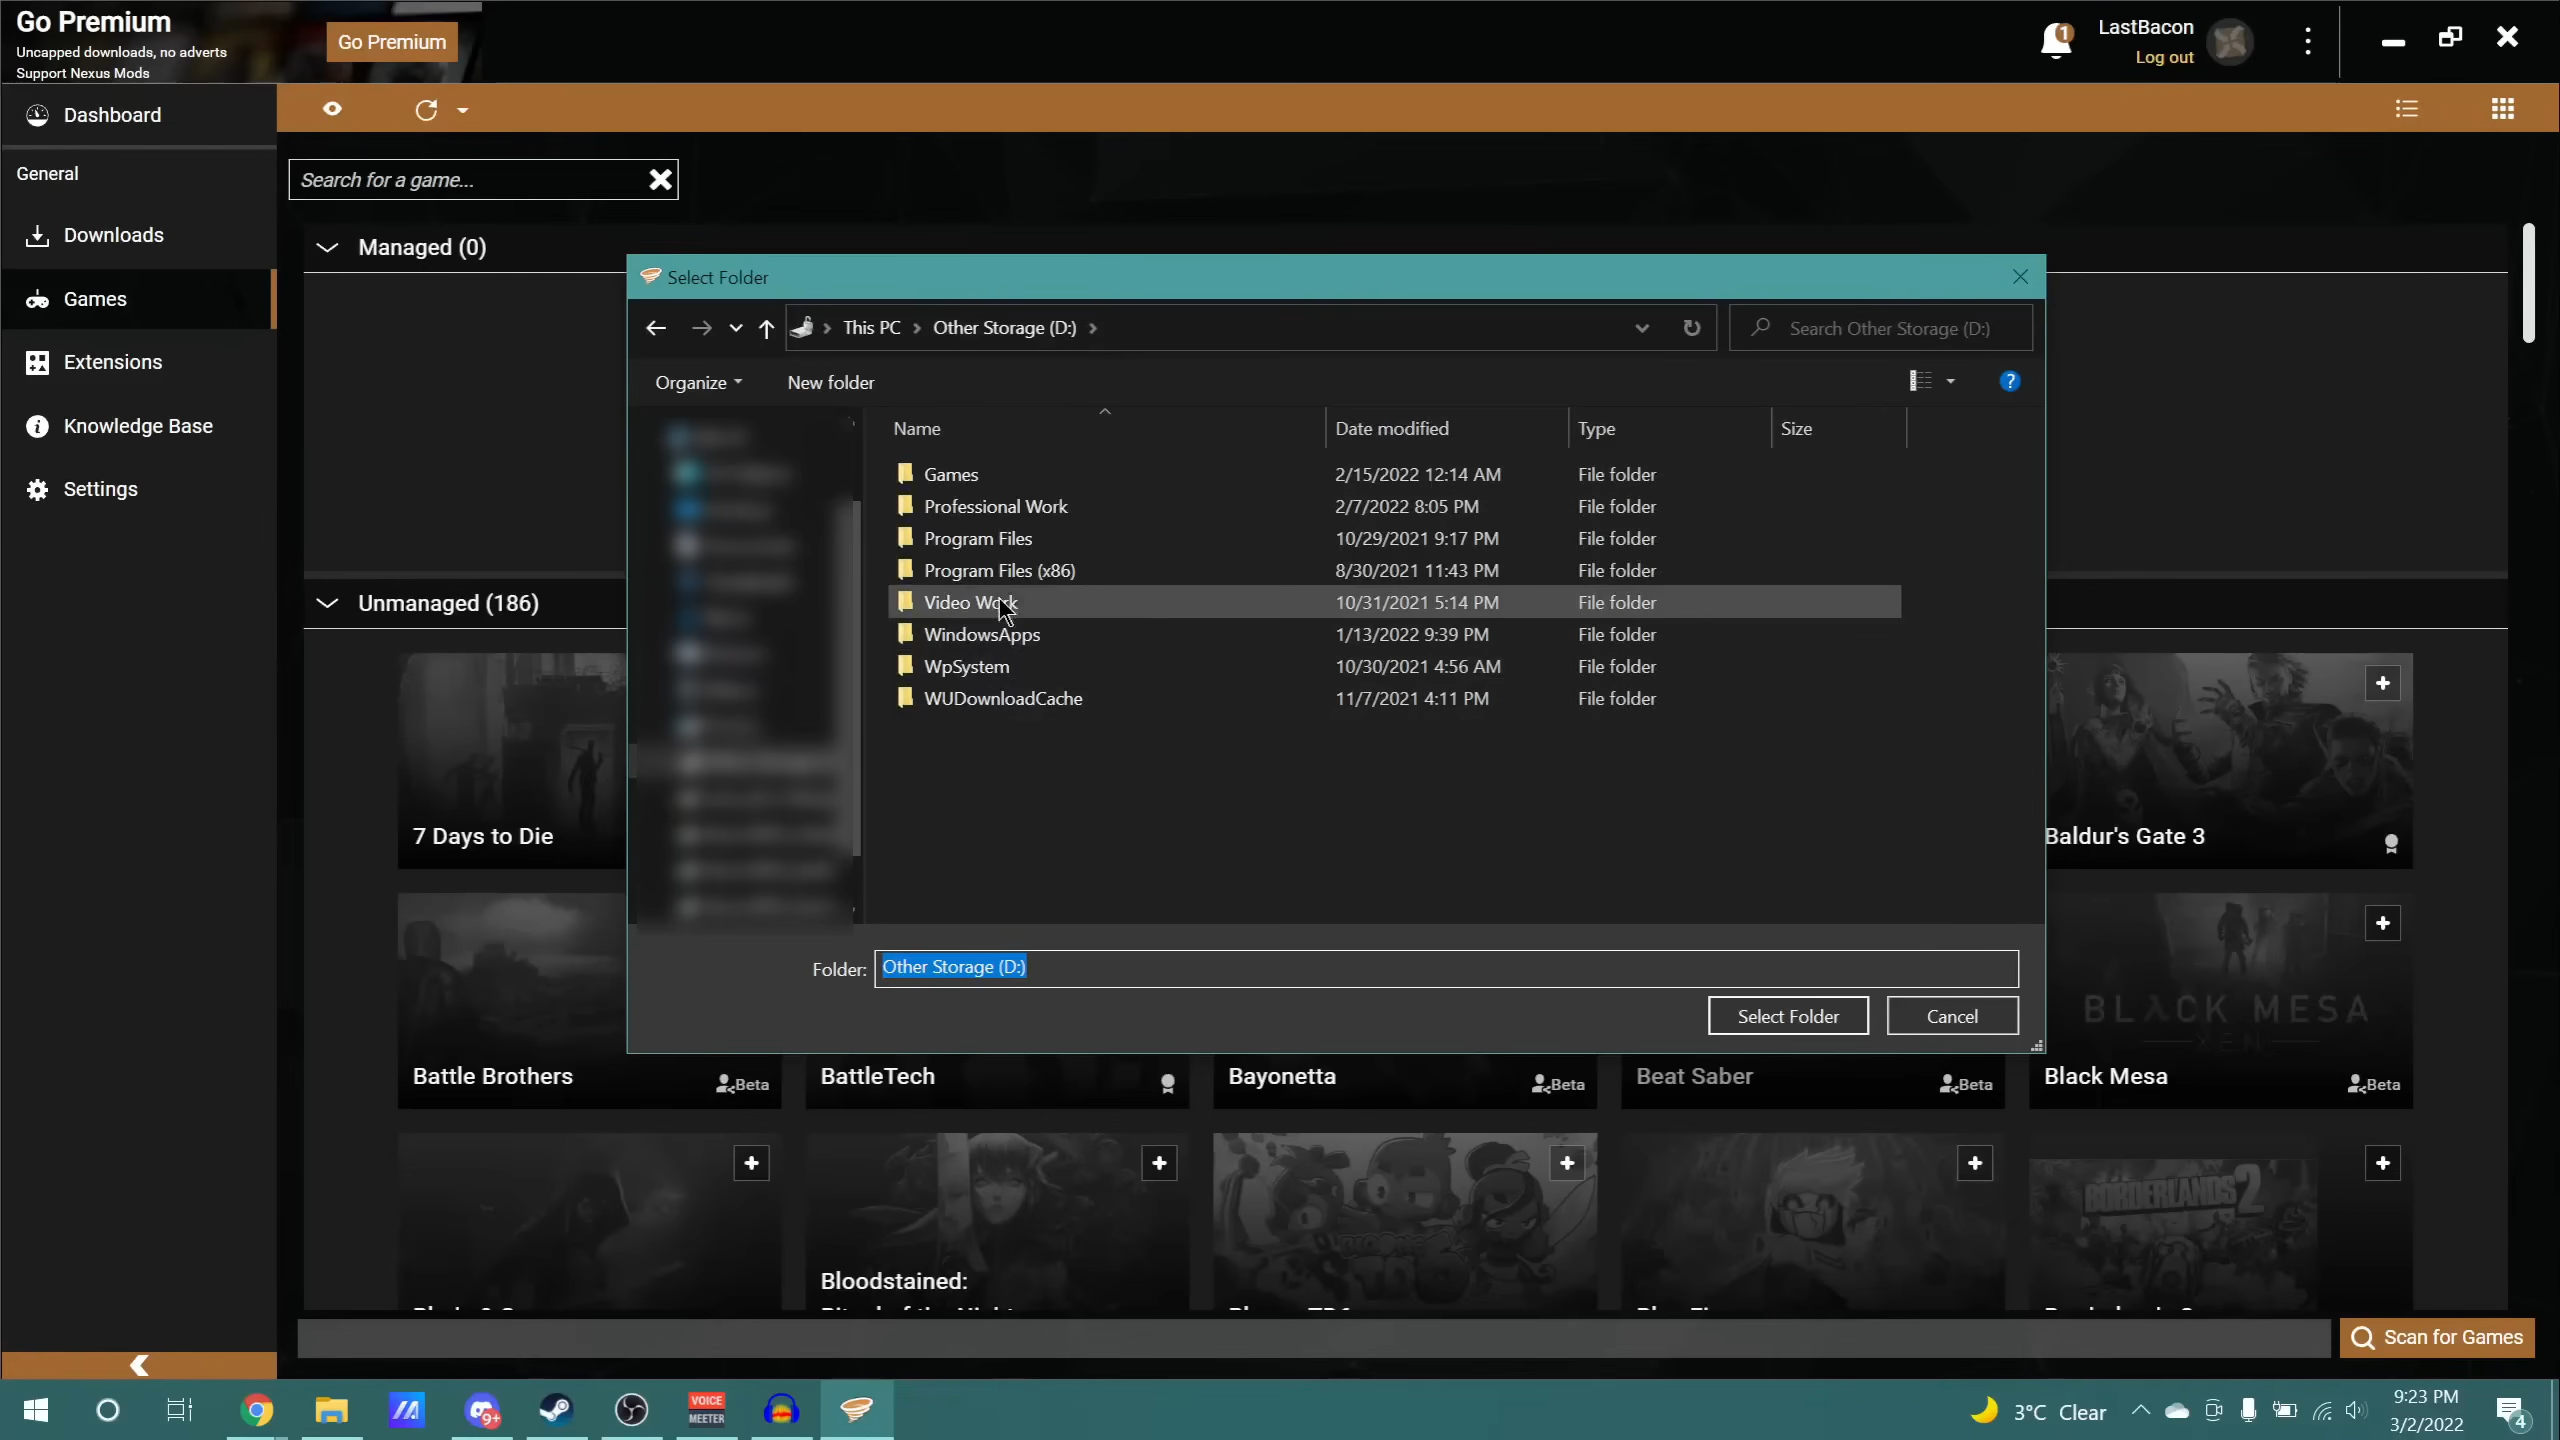 Go Premium
Uncapped downloads, no adverts
Support Nexus Mods
Go Premium
1
LastBacon
Log out
Dashboard
General
Downloads
Games
Extensions
Knowledge Base
Settings
Search for a game...
Managed (0)
Unmanaged (186)
Select Folder
This PC
Other Storage (D:)
Search Other Storage (D:)
Organize
New folder
?
Name
Date modified
Type
Size
Games 2/15/2022 12:14 AM File folder
Professional Work 2/7/2022 8:05 PM File folder
Program Files 10/29/2021 9:17 PM File folder
Program Files (x86) 8/30/2021 11:43 PM File folder
Video Work 10/31/2021 5:14 PM File folder
WindowsApps 1/13/2022 9:39 PM File folder
WpSystem 10/30/2021 4:56 AM File folder
WUDownloadCache 11/7/2021 4:11 PM File folder
Folder: Other Storage (D:)
Select Folder
Cancel
7 Days to Die
Baldur's Gate 3
BLACK MESA
Battle Brothers
Beta
BattleTech
Bayonetta
Beta
Beat Saber
Beta
Black Mesa
Beta
BORDERLANDS 2
Bloodstained:
Scan for Games
9+
VOICE
MEETER
3°C Clear
9:23 PM
3/2/2022
4